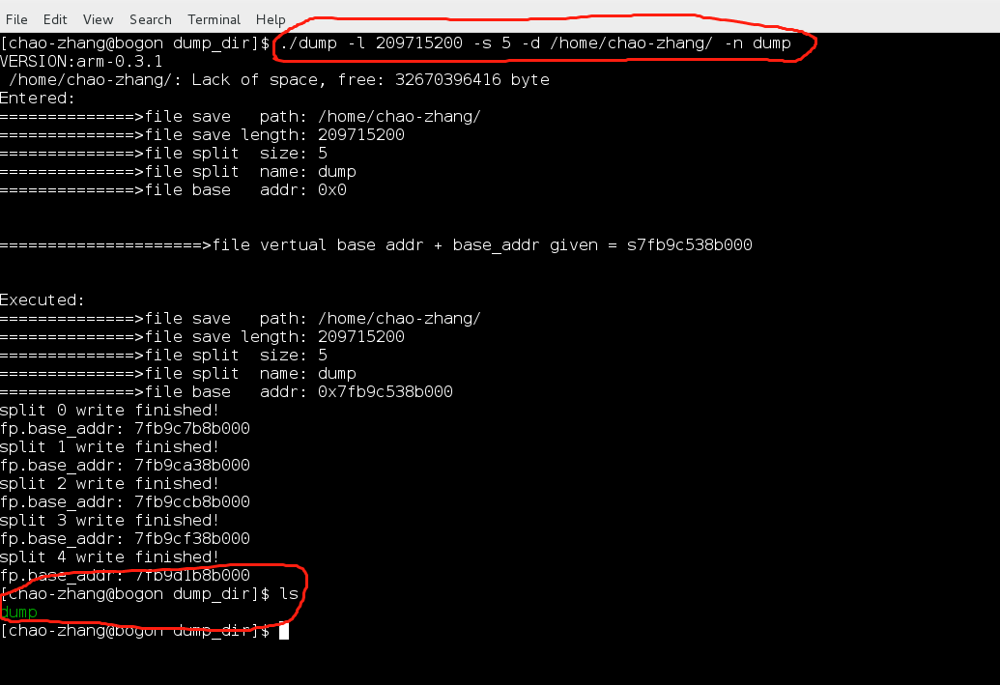 File Edit View Search Terminal Help
[chao-zhang@bogon dump_dir]$ ./dump -l 209715200 -s 5 -d /home/chao-zhang/ -n dump
VERSION:arm-0.3.1
/home/chao-zhang/: Lack of space, free: 32670396416 byte
Entered:
==============>file save path: /home/chao-zhang/
==============>file save length: 209715200
==============>file split size: 5
==============>file split name: dump
==============>file base addr: 0x0
=====================>file vertual base addr + base_addr given = s7fb9c538b000
Executed:
==============>file save path: /home/chao-zhang/
==============>file save length: 209715200
==============>file split size: 5
==============>file split name: dump
==============>file base addr: 0x7fb9c538b000
split 0 write finished!
fp.base_addr: 7fb9c7b8b000
split 1 write finished!
fp.base_addr: 7fb9ca38b000
split 2 write finished!
fp.base_addr: 7fb9ccb8b000
split 3 write finished!
fp.base_addr: 7fb9cf38b000
split 4 write finished!
fp.base_addr: 7fb9d1b8b000
[chao-zhang@bogon dump_dir]$ ls
dump
[chao-zhang@bogon dump_dir]$